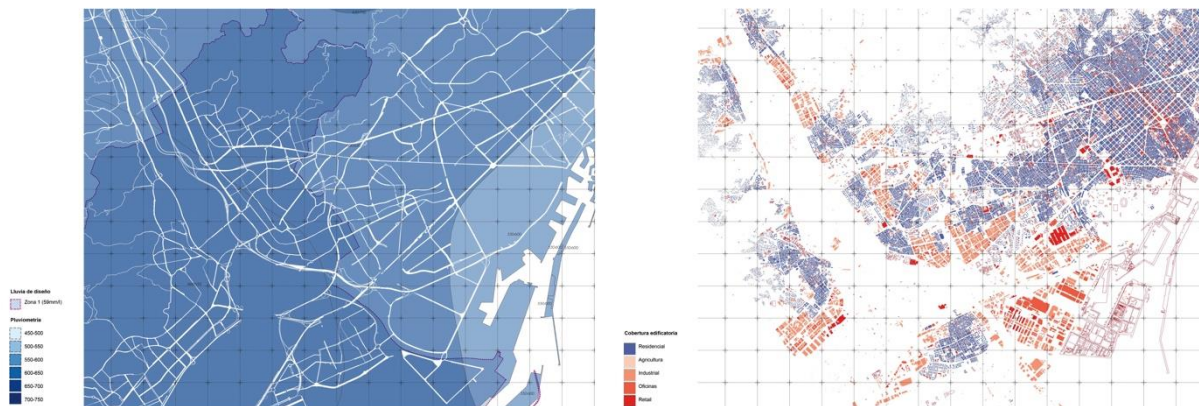 Lluvia de diseño
Zona 1 (59mm/l)
Pluviometría
450-500
500-550
550-600
600-650
650-700
700-750
Cobertura edificatoria
Residencial
Agricultura
Industrial
Oficinas
Retail